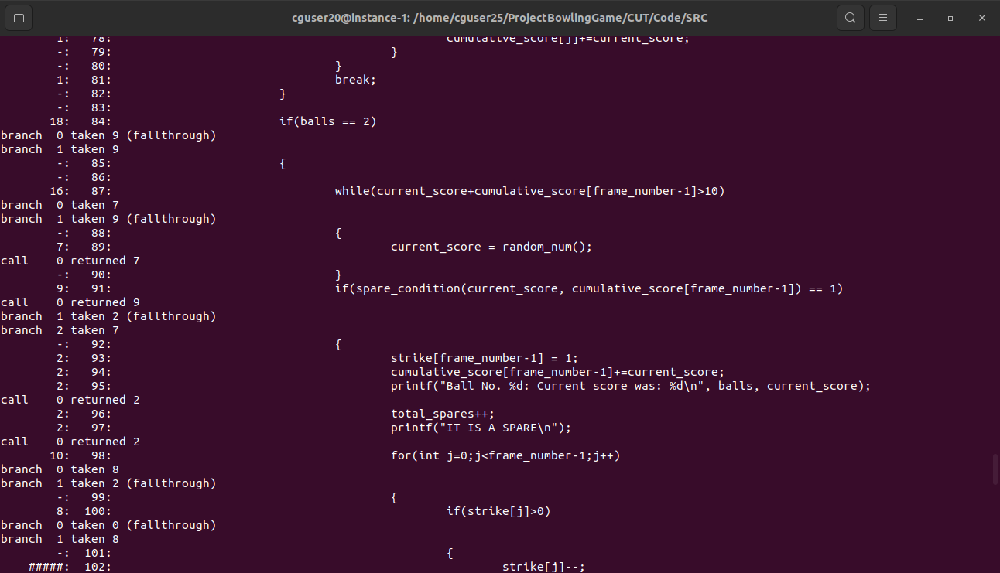 cguser20@instance-1: /home/cguser25/ProjectBowlingGame/CUT/Code/SRC
1: 78: cumulative_score[j]+=current_score;
-: 79: }
-: 80: }
1: 81: break;
-: 82: }
-: 83:
18: 84: if(balls == 2)
branch 0 taken 9 (fallthrough)
branch 1 taken 9
-: 85: {
-: 86:
16: 87: while(current_score+cumulative_score[frame_number-1]>10)
branch 0 taken 7
branch 1 taken 9 (fallthrough)
-: 88: {
7: 89: current_score = random_num();
call 0 returned 7
-: 90: }
9: 91: if(spare_condition(current_score, cumulative_score[frame_number-1]) == 1)
call 0 returned 9
branch 1 taken 2 (fallthrough)
branch 2 taken 7
-: 92: {
2: 93: strike[frame_number-1] = 1;
2: 94: cumulative_score[frame_number-1]+=current_score;
2: 95: printf("Ball No. %d: Current score was: %d\n", balls, current_score);
call 0 returned 2
2: 96: total_spares++;
2: 97: printf("IT IS A SPARE\n");
call 0 returned 2
10: 98: for(int j=0;j<frame_number-1;j++)
branch 0 taken 8
branch 1 taken 2 (fallthrough)
-: 99: {
8: 100: if(strike[j]>0)
branch 0 taken 0 (fallthrough)
branch 1 taken 8
-: 101: {
#####: 102: strike[j]--;